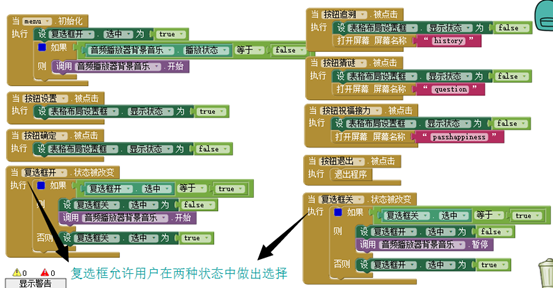 当 menu .初始化
执行 设 复选框开 . 选中 为 true
如果 音频播放器背景音乐 . 播放状态 等于 false
则 调用 音频播放器背景音乐 .开始
当 按钮设置 .被点击
执行 设 表格布局设置框 . 显示状态 为 true
当 按钮确定 .被点击
执行 设 表格布局设置框 . 显示状态 为 false
当 复选框开 .状态被改变
执行 如果 复选框开 . 选中 等于 true
则 设 复选框关 . 选中 为 false
调用 音频播放器背景音乐 .开始
否则 设 复选框关 . 选中 为 true
当 按钮追溯 .被点击
执行 设 表格布局设置框 . 显示状态 为 false
打开屏幕 屏幕名称 "history"
当 按钮猜谜 .被点击
执行 设 表格布局设置框 . 显示状态 为 false
打开屏幕 屏幕名称 "question"
当 按钮祝福接力 .被点击
执行 设 表格布局设置框 . 显示状态 为 false
打开屏幕 屏幕名称 "passhappiness"
当 按钮退出 .被点击
执行 退出程序
当 复选框关 .状态被改变
执行 如果 复选框关 . 选中 等于 true
则 设 复选框开 . 选中 为 false
调用 音频播放器背景音乐 .暂停
否则 设 复选框开 . 选中 为 true
0 0
显示警告
复选框允许用户在两种状态中做出选择